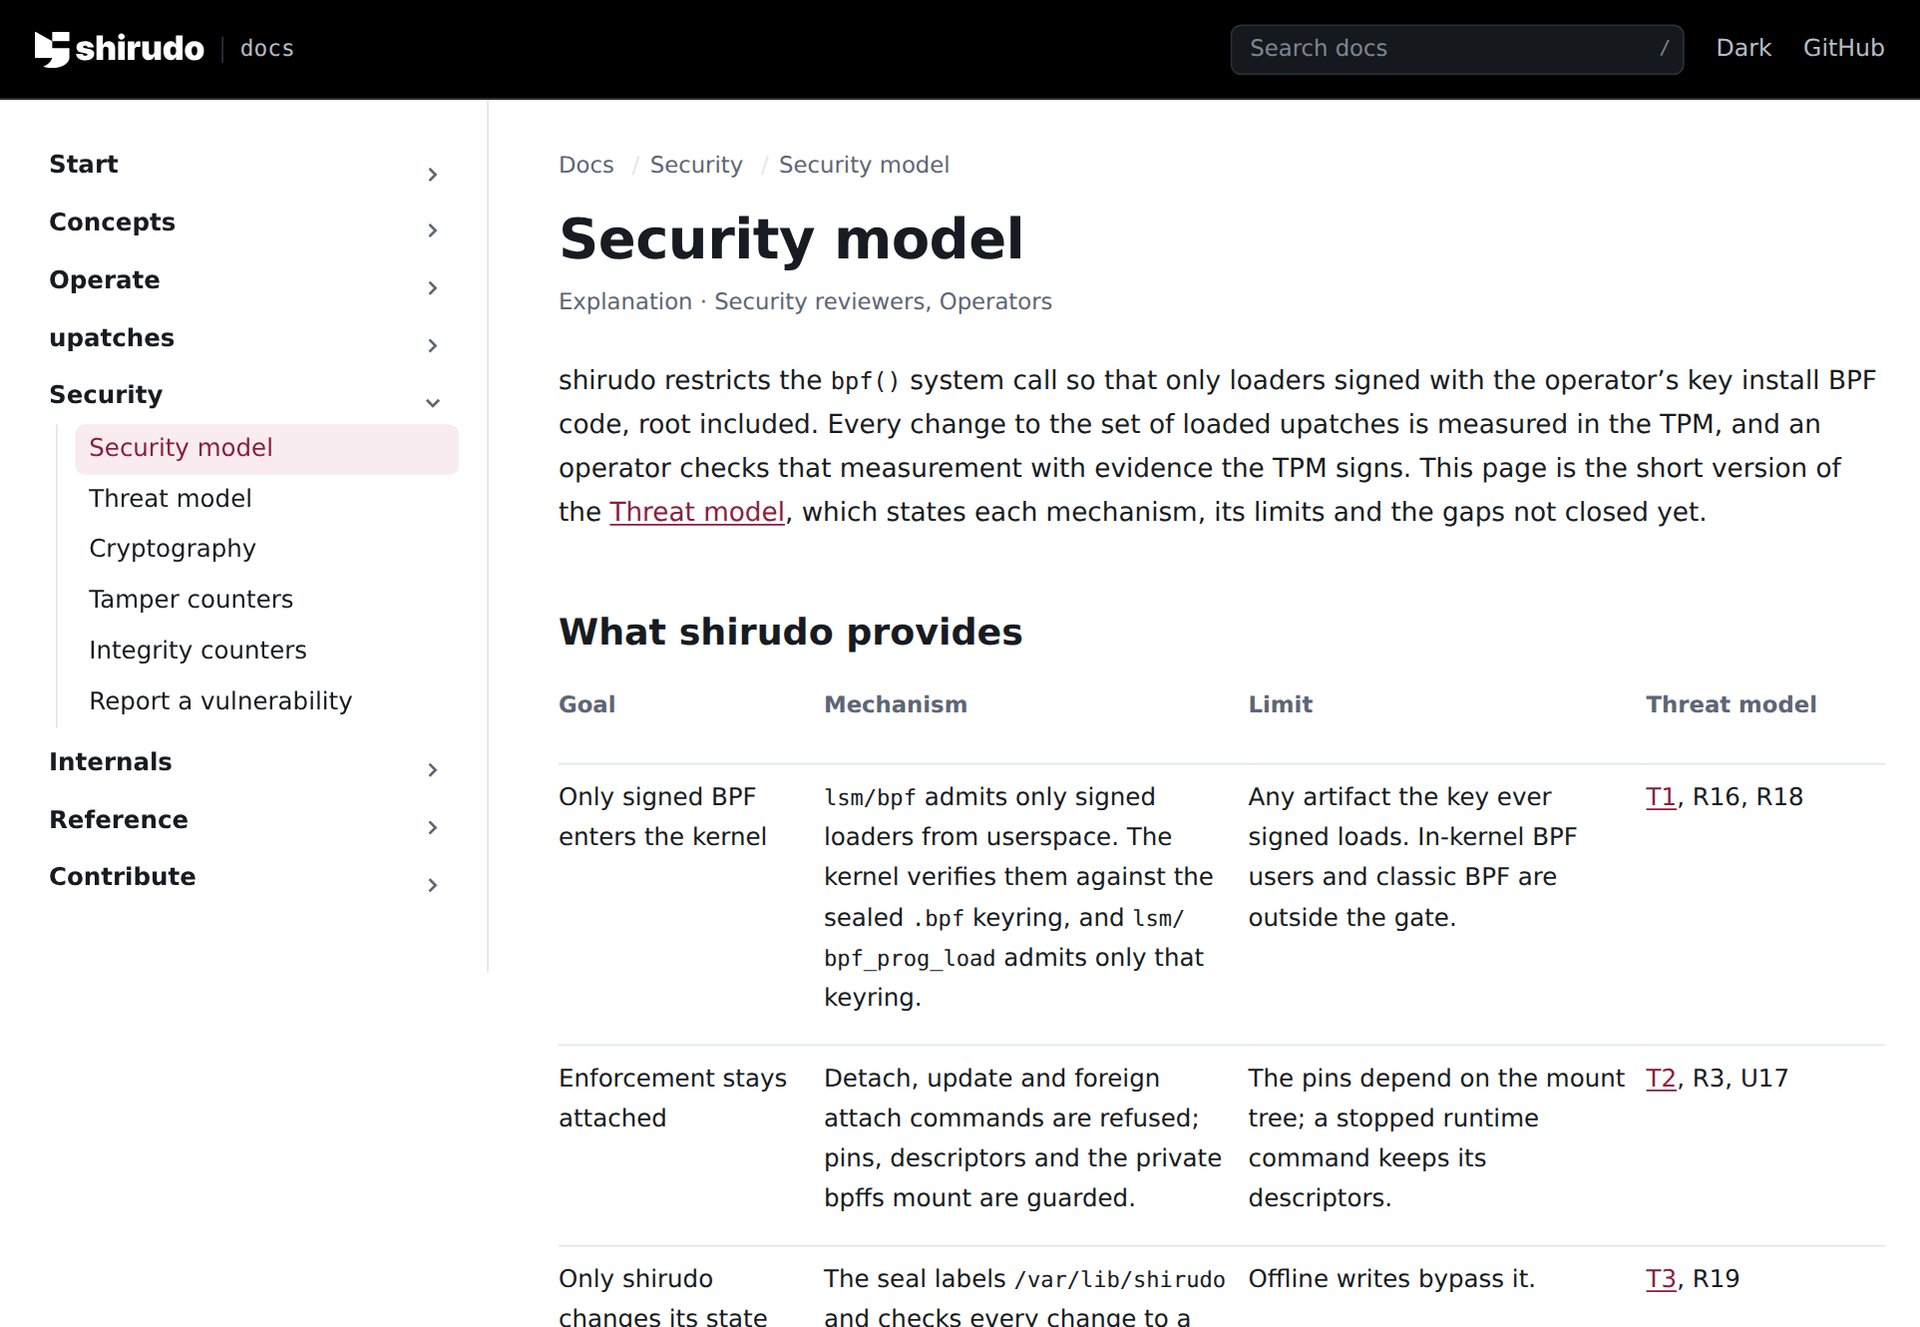 shirudo docs Search docs / Dark GitHub
Start
Concepts
Operate
upatches
Security
Security model
Threat model
Cryptography
Tamper counters
Integrity counters
Report a vulnerability
Internals
Reference
Contribute
Docs / Security / Security model
Security model
Explanation · Security reviewers, Operators
shirudo restricts the bpf() system call so that only loaders signed with the operator’s key install BPF
code, root included. Every change to the set of loaded upatches is measured in the TPM, and an
operator checks that measurement with evidence the TPM signs. This page is the short version of
the Threat model, which states each mechanism, its limits and the gaps not closed yet.
What shirudo provides
Goal
Mechanism
Limit
Threat model
Only signed BPF
enters the kernel
lsm/bpf admits only signed
loaders from userspace. The
kernel verifies them against the
sealed .bpf keyring, and lsm/
bpf_prog_load admits only that
keyring.
Any artifact the key ever
signed loads. In-kernel BPF
users and classic BPF are
outside the gate.
T1, R16, R18
Enforcement stays
attached
Detach, update and foreign
attach commands are refused;
pins, descriptors and the private
bpffs mount are guarded.
The pins depend on the mount
tree; a stopped runtime
command keeps its
descriptors.
T2, R3, U17
Only shirudo
changes its state
The seal labels /var/lib/shirudo
and checks every change to a
Offline writes bypass it.
T3, R19